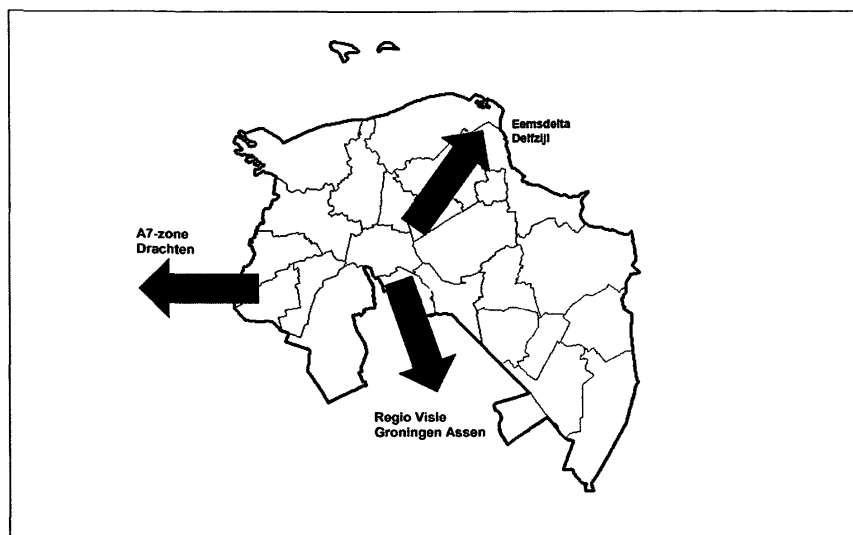 Eemsdelta
Delfzijl
A7-zone
Drachten
Regio Visie
Groningen Assen